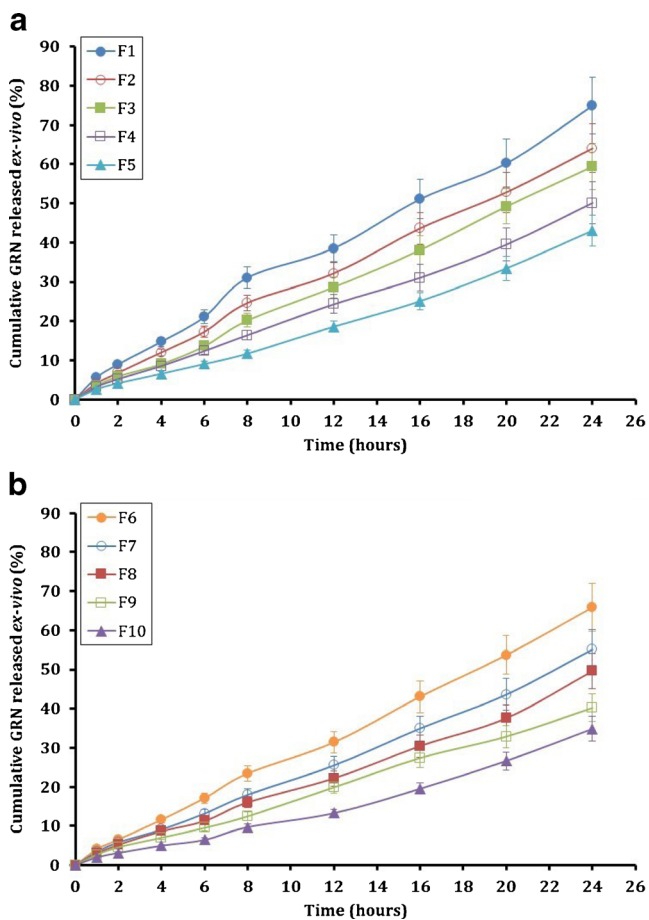 a
90
80
70
60
50
40
30
20
10
0
F1
F2
F3
F4
F5
Cumulative GRN released ex-vivo (%)
0 2 4 6 8 10 12 14 16 18 20 22 24 26
Time (hours)
b
90
80
70
60
50
40
30
20
10
0
F6
F7
F8
F9
F10
Cumulative GRN released ex-vivo (%)
0 2 4 6 8 10 12 14 16 18 20 22 24 26
Time (hours)